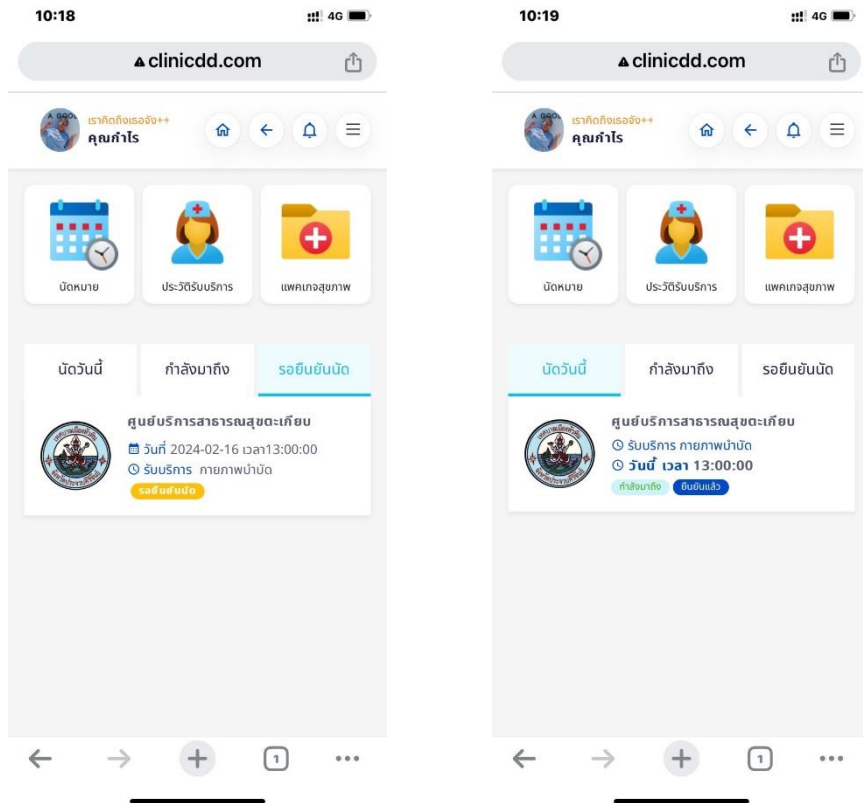 10:18
4G
clinicdd.com
เราคิดถึงเธอจัง++
คุณกำไร
นัดหมาย
ประวัติรับบริการ
แพคเกจสุขภาพ
นัดวันนี้
กำลังมาถึง
รอยืนยันนัด
ศูนย์บริการสาธารณสุขตะเกียบ
วันที่ 2024-02-16 เวลา13:00:00
รับบริการ กายภาพบำบัด
รอยืนยันนัด
1
10:19
4G
clinicdd.com
เราคิดถึงเธอจัง++
คุณกำไร
นัดหมาย
ประวัติรับบริการ
แพคเกจสุขภาพ
นัดวันนี้
กำลังมาถึง
รอยืนยันนัด
ศูนย์บริการสาธารณสุขตะเกียบ
รับบริการ กายภาพบำบัด
วันนี้ เวลา 13:00:00
กำลังมาถึง
ยืนยันแล้ว
1